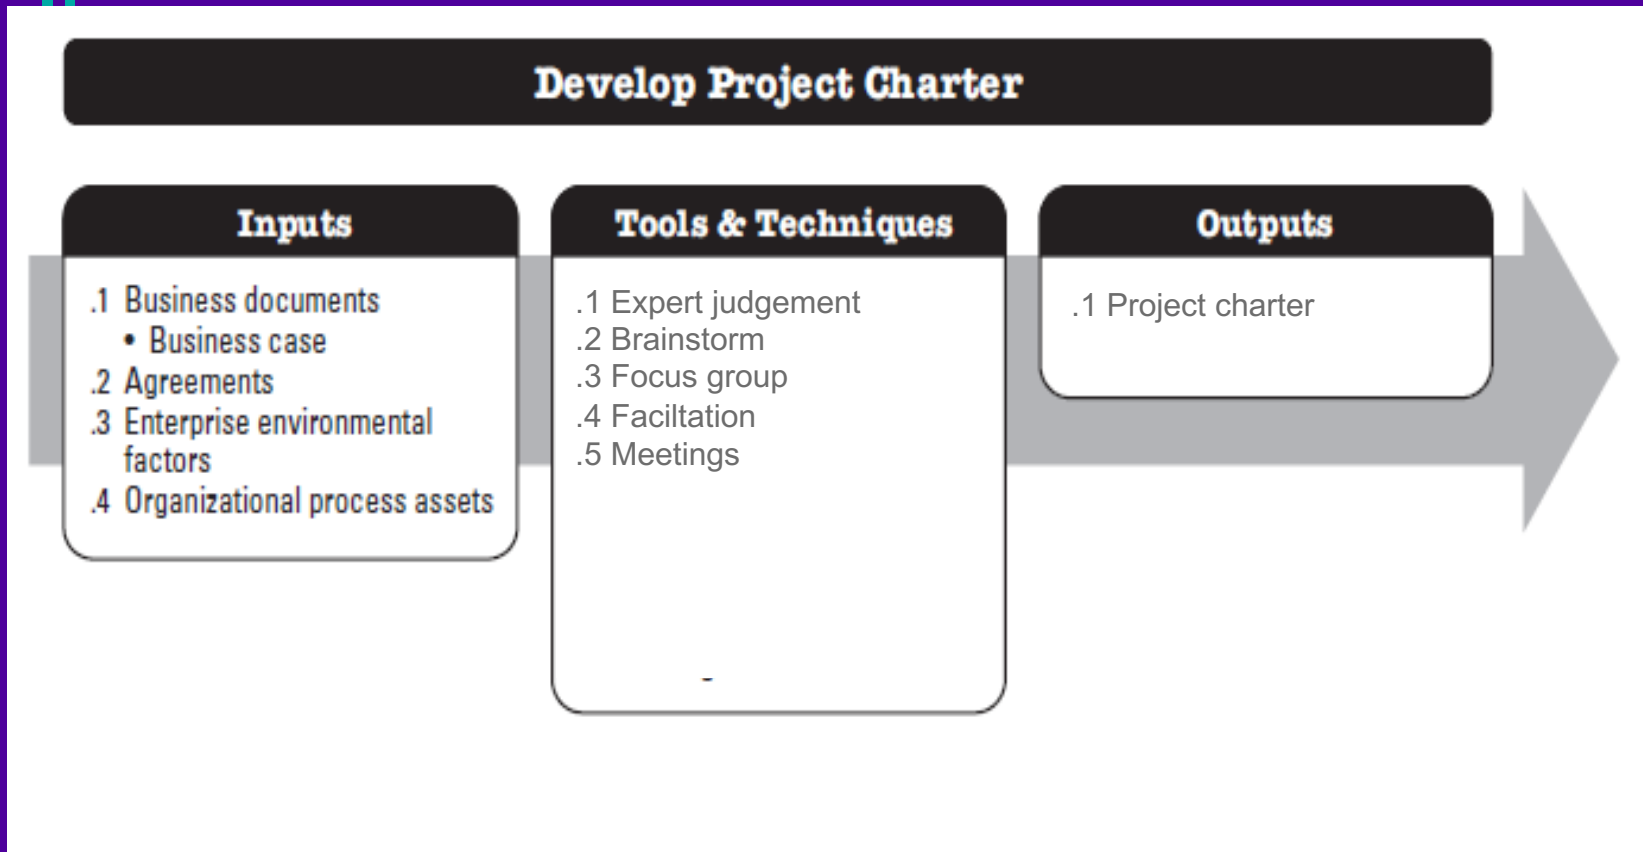 Develop Project Charter
Inputs
.1 Business documents
• Business case
.2 Agreements
.3 Enterprise environmental
factors
.4 Organizational process assets
Tools & Techniques
.1 Expert judgement
.2 Brainstorm
.3 Focus group
.4 Faciltation
.5 Meetings
Outputs
.1 Project charter